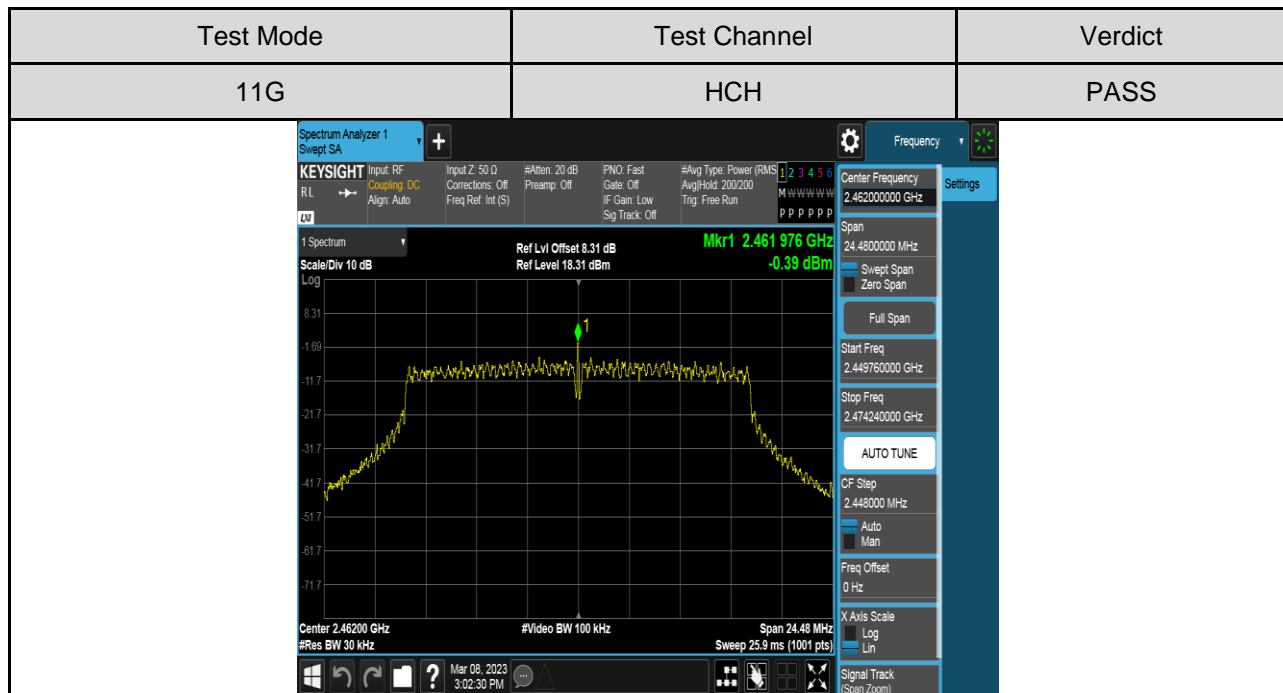 Test Mode Test Channel Verdict
11G HCH PASS
Spectrum Analyzer 1
Swept SA
+
Frequency
KEYSIGHT
RL
LXI
Input: RF
Coupling: DC
Align: Auto
Input Z: 50 Ω
Corrections: Off
Freq Ref: Int (S)
#Atten: 20 dB
Preamp: Off
PNO: Fast
Gate: Off
IF Gain: Low
Sig Track: Off
#Avg Type: Power (RMS
Avg|Hold: 200/200
Trig: Free Run
1 2 3 4 5 6
M W W W W W
P P P P P P
1 Spectrum
Scale/Div 10 dB
Log
Ref Lvl Offset 8.31 dB
Ref Level 18.31 dBm
Mkr1 2.461 976 GHz
-0.39 dBm
1
8.31
-1.69
-11.7
-21.7
-31.7
-41.7
-51.7
-61.7
-71.7
Center 2.46200 GHz
#Res BW 30 kHz
#Video BW 100 kHz
Span 24.48 MHz
Sweep 25.9 ms (1001 pts)
?
Mar 08, 2023
3:02:30 PM
Center Frequency
2.462000000 GHz
Span
24.4800000 MHz
Swept Span
Zero Span
Full Span
Start Freq
2.449760000 GHz
Stop Freq
2.474240000 GHz
AUTO TUNE
CF Step
2.448000 MHz
Auto
Man
Freq Offset
0 Hz
X Axis Scale
Log
Lin
Signal Track
(Span Zoom)
Settings